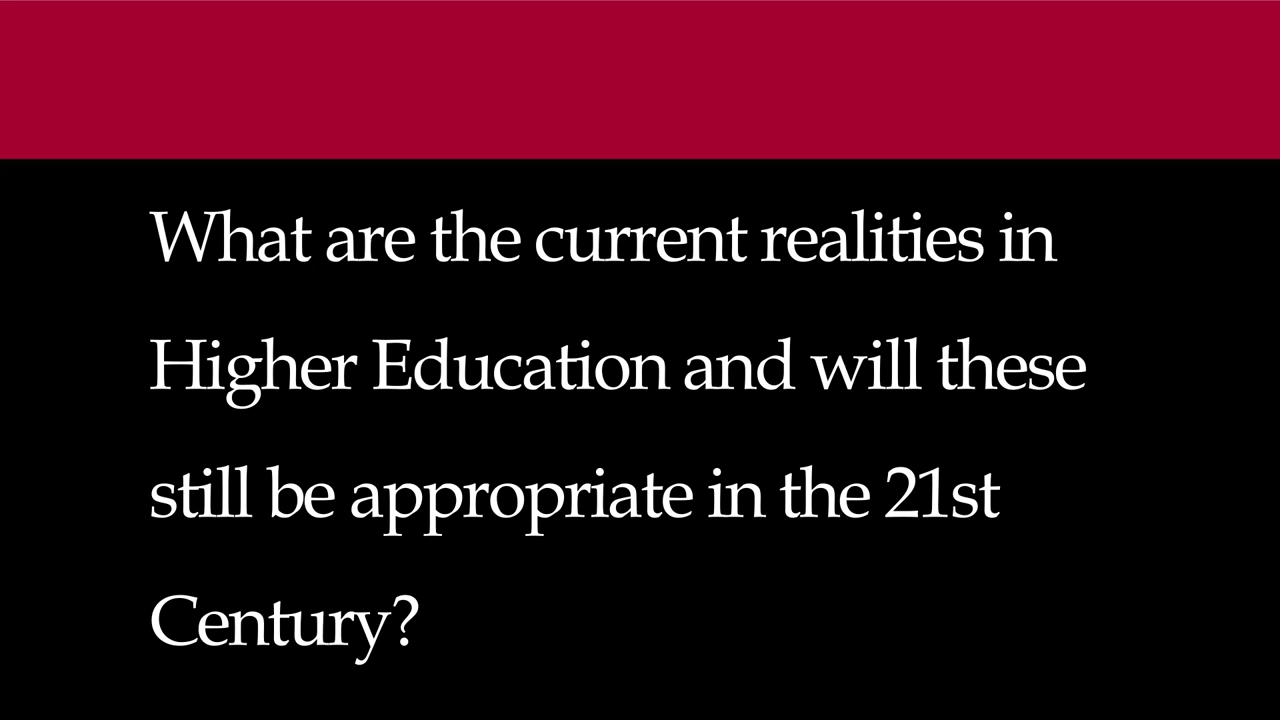 What are the current realities in
Higher Education and will these
still be appropriate in the 21st
Century?